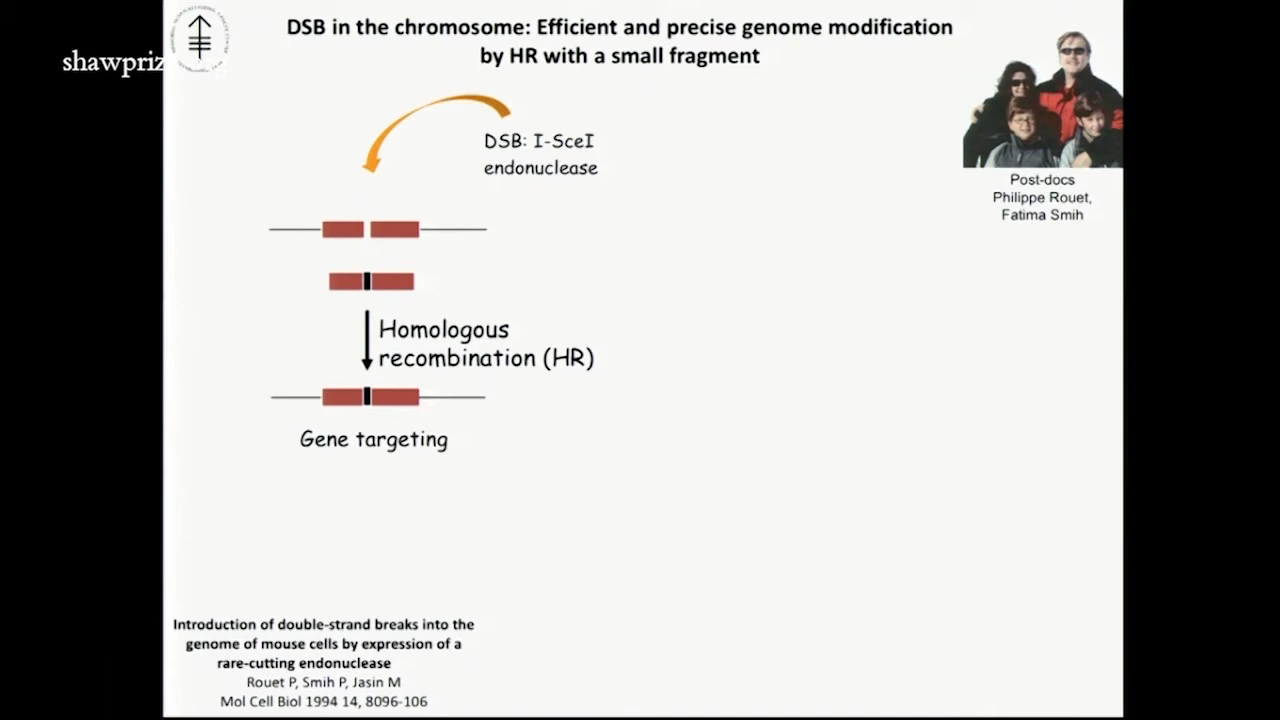 shawpriz
DSB in the chromosome: Efficient and precise genome modification
by HR with a small fragment
DSB: I-SceI
endonuclease
Post-docs
Philippe Rouet,
Fatima Smih
Homologous
recombination (HR)
Gene targeting
Introduction of double-strand breaks into the
genome of mouse cells by expression of a
rare-cutting endonuclease
Rouet P, Smih P, Jasin M
Mol Cell Biol 1994 14, 8096-106